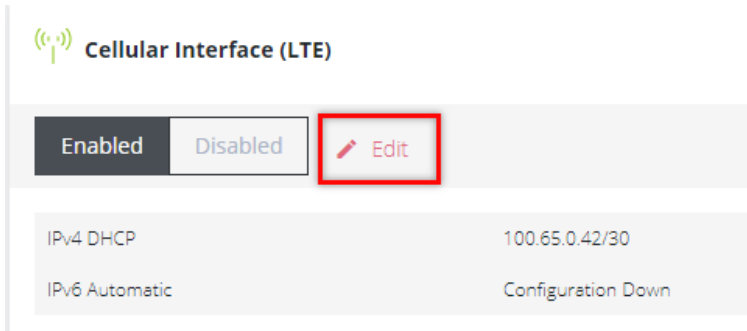 Cellular Interface (LTE)
Enabled Disabled Edit
IPv4 DHCP 100.65.0.42/30
IPv6 Automatic Configuration Down